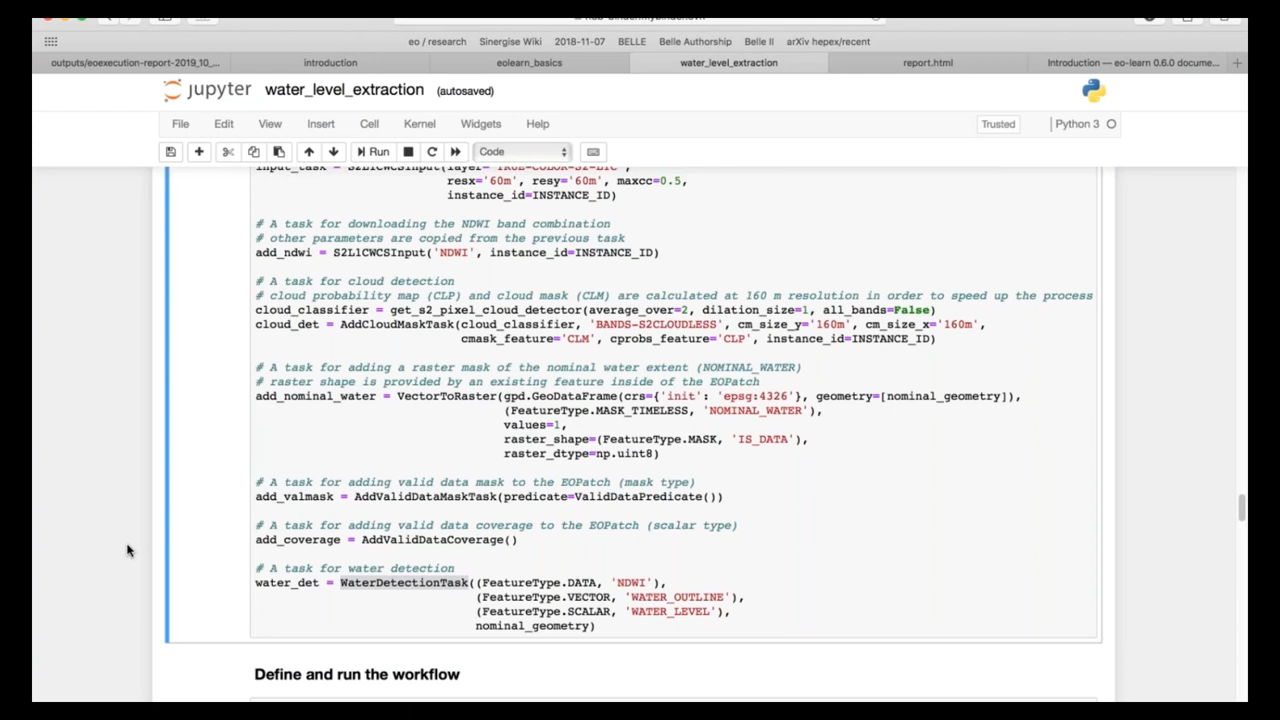 eo / research Sinergise Wiki 2018-11-07 BELLE Belle Authorship Belle II arXiv hepex/recent
outputs/eoexecution-report-2019_10_... introduction eolearn_basics water_level_extraction report.html Introduction — eo-learn 0.6.0 docume... +
jupyter water_level_extraction (autosaved)
File Edit View Insert Cell Kernel Widgets Help Trusted Python 3
Run Code
input_task = S2L1CWCSInput(layer='TRUE-COLOR-S2-L1C',
resx='60m', resy='60m', maxcc=0.5,
instance_id=INSTANCE_ID)
# A task for downloading the NDWI band combination
# other parameters are copied from the previous task
add_ndwi = S2L1CWCSInput('NDWI', instance_id=INSTANCE_ID)
# A task for cloud detection
# cloud probability map (CLP) and cloud mask (CLM) are calculated at 160 m resolution in order to speed up the process
cloud_classifier = get_s2_pixel_cloud_detector(average_over=2, dilation_size=1, all_bands=False)
cloud_det = AddCloudMaskTask(cloud_classifier, 'BANDS-S2CLOUDLESS', cm_size_y='160m', cm_size_x='160m',
cmask_feature='CLM', cprobs_feature='CLP', instance_id=INSTANCE_ID)
# A task for adding a raster mask of the nominal water extent (NOMINAL_WATER)
# raster shape is provided by an existing feature inside of the EOPatch
add_nominal_water = VectorToRaster(gpd.GeoDataFrame(crs={'init': 'epsg:4326'}, geometry=[nominal_geometry]),
(FeatureType.MASK_TIMELESS, 'NOMINAL_WATER'),
values=1,
raster_shape=(FeatureType.MASK, 'IS_DATA'),
raster_dtype=np.uint8)
# A task for adding valid data mask to the EOPatch (mask type)
add_valmask = AddValidDataMaskTask(predicate=ValidDataPredicate())
# A task for adding valid data coverage to the EOPatch (scalar type)
add_coverage = AddValidDataCoverage()
# A task for water detection
water_det = WaterDetectionTask((FeatureType.DATA, 'NDWI'),
(FeatureType.VECTOR, 'WATER_OUTLINE'),
(FeatureType.SCALAR, 'WATER_LEVEL'),
nominal_geometry)
Define and run the workflow